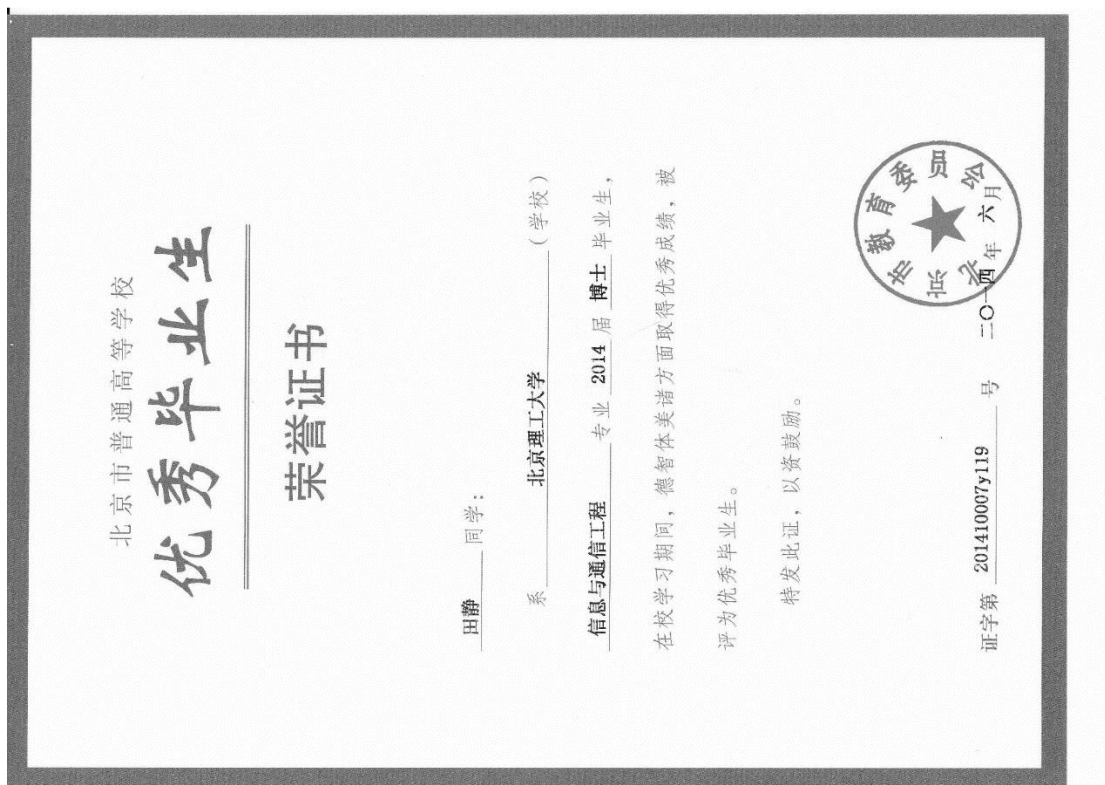 北京市普通高等学校
优秀毕业生
荣誉证书
田静 同学：
系 北京理工大学 （学校）
信息与通信工程 专业 2014 届 博士 毕业生，
在校学习期间，德智体美诸方面取得优秀成绩，被
评为优秀毕业生。
特发此证，以资鼓励。
北京市教育委员会
证字第 201410007y119 号 二〇一四年 六月